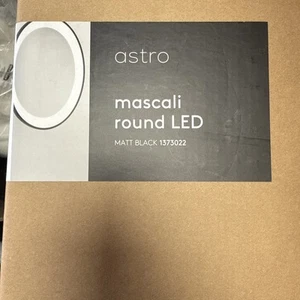 astro
mascali
round LED
MATT BLACK 1373022